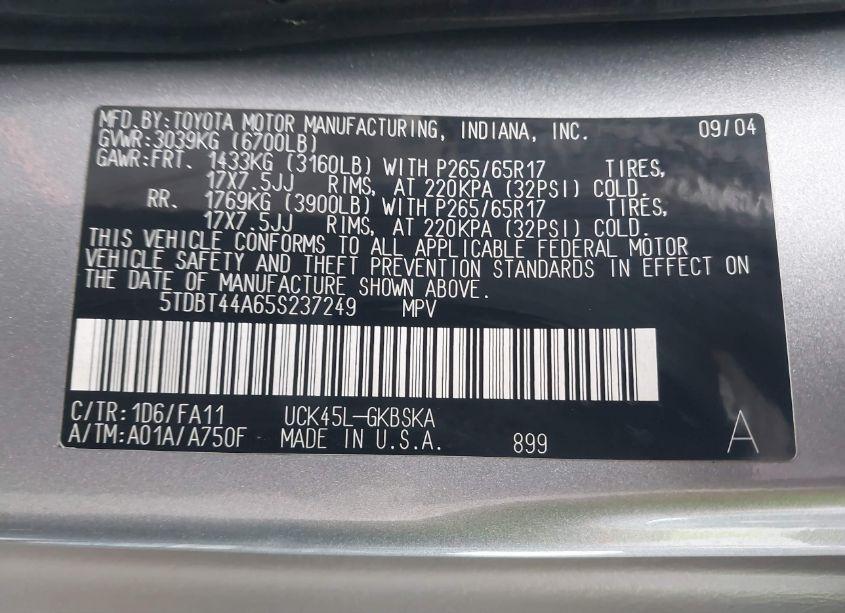 MFD.BY:TOYOTA MOTOR MANUFACTURING, INDIANA, INC. 09/04
GVWR:3039KG (6700LB)
GAWR:FRT. 1433KG (3160LB) WITH P265/65R17 TIRES,
17X7.5JJ RIMS, AT 220KPA (32PSI) COLD.
RR. 1769KG (3900LB) WITH P265/65R17 TIRES,
17X7.5JJ RIMS, AT 220KPA (32PSI) COLD.
THIS VEHICLE CONFORMS TO ALL APPLICABLE FEDERAL MOTOR
VEHICLE SAFETY AND THEFT PREVENTION STANDARDS IN EFFECT ON
THE DATE OF MANUFACTURE SHOWN ABOVE.
5TDBT44A65S237249 MPV
C/TR:1D6/FA11 UCK45L-GKBSKA
A/TM:A01A/A750F MADE IN U.S.A. 899 A